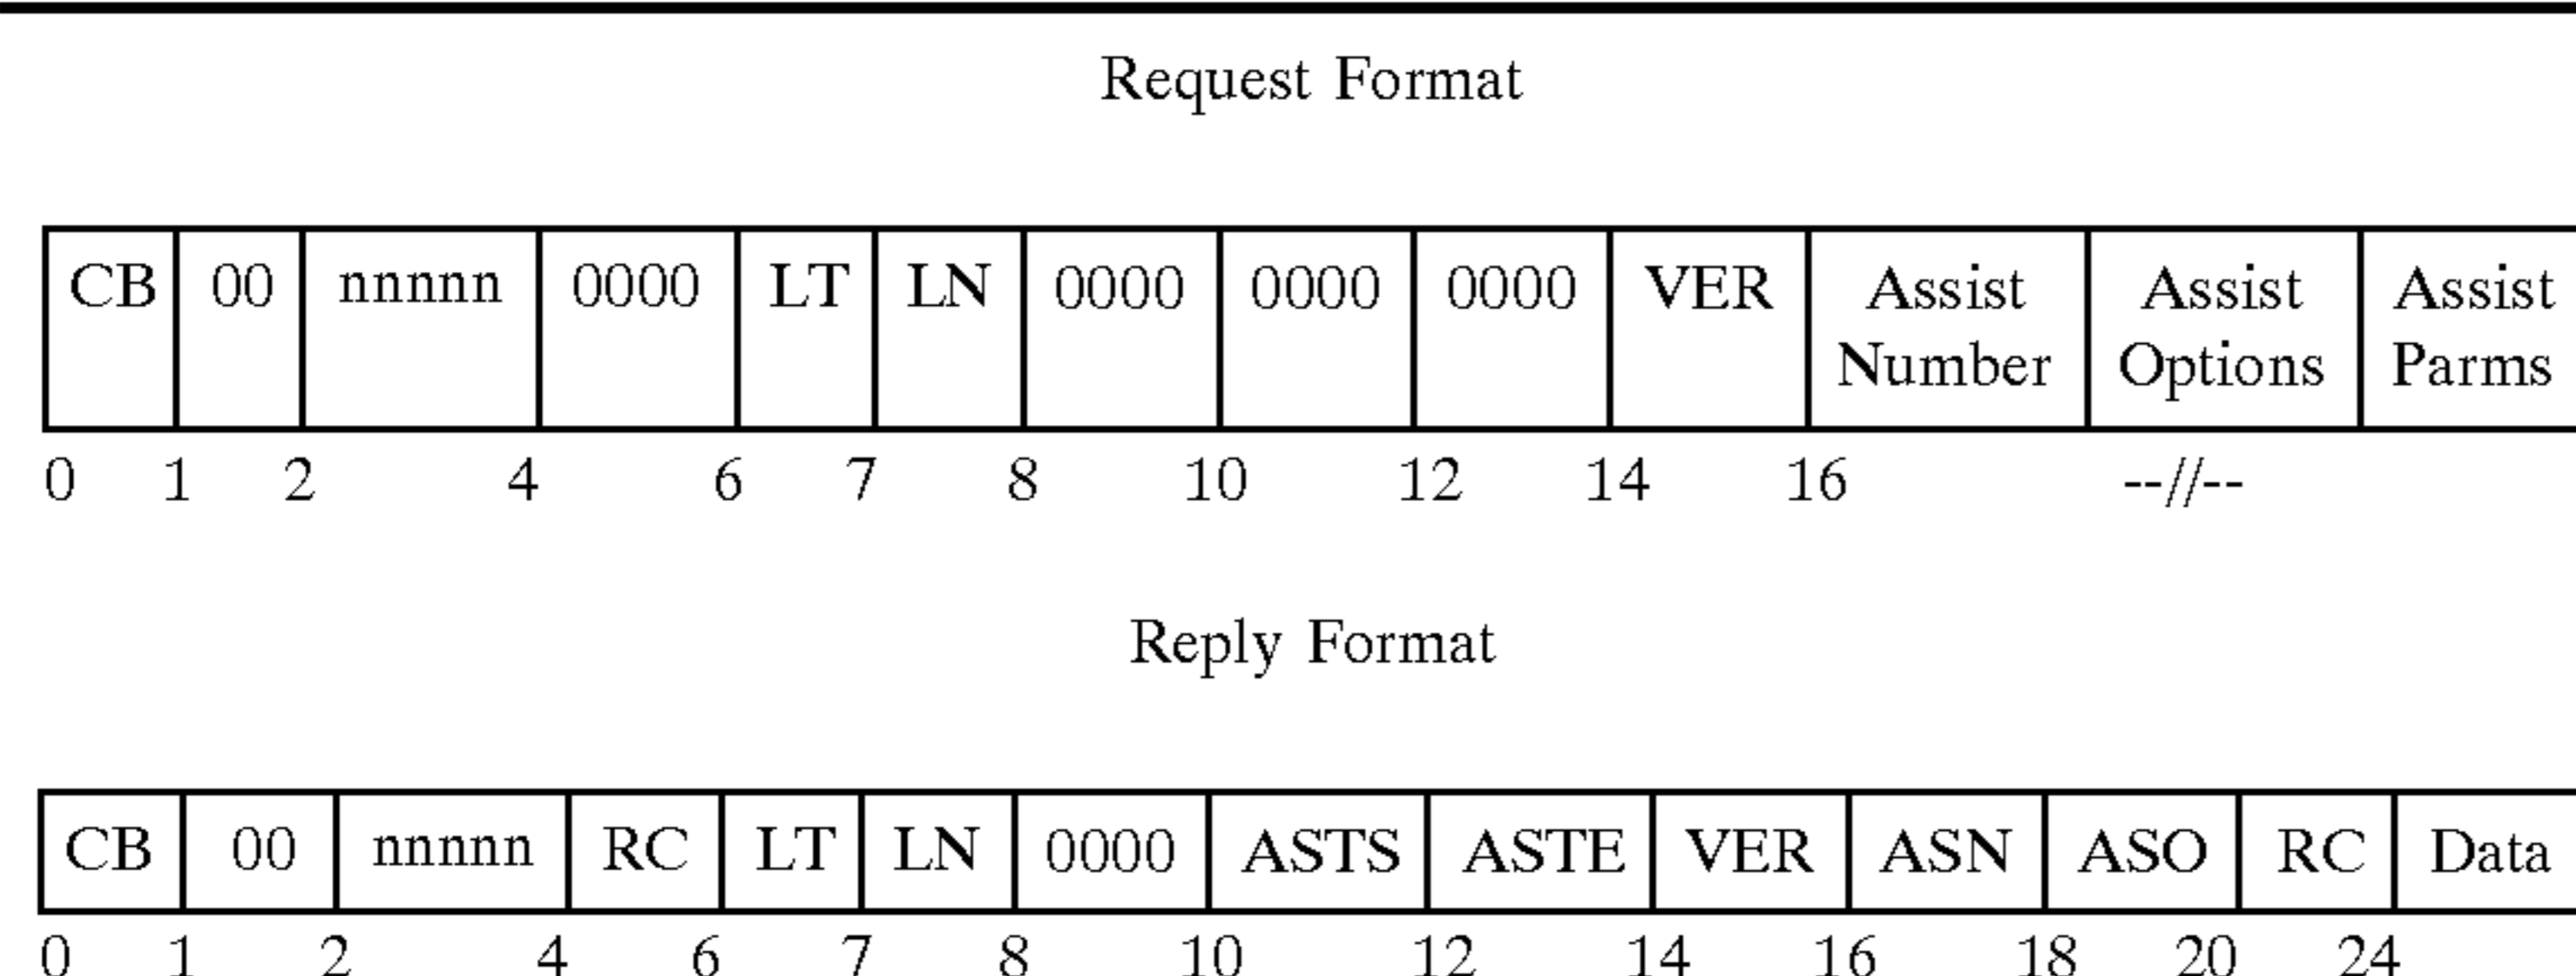 Request Format
CB 00 nnnnn 0000 LT LN 0000 0000 0000 VER Assist Assist Assist
Number Options Parms
0 1 2 4 6 7 8 10 12 14 16 --//--
Reply Format
CB 00 nnnnn RC LT LN 0000 ASTS ASTE VER ASN ASO RC Data
0 1 2 4 6 7 8 10 12 14 16 18 20 24